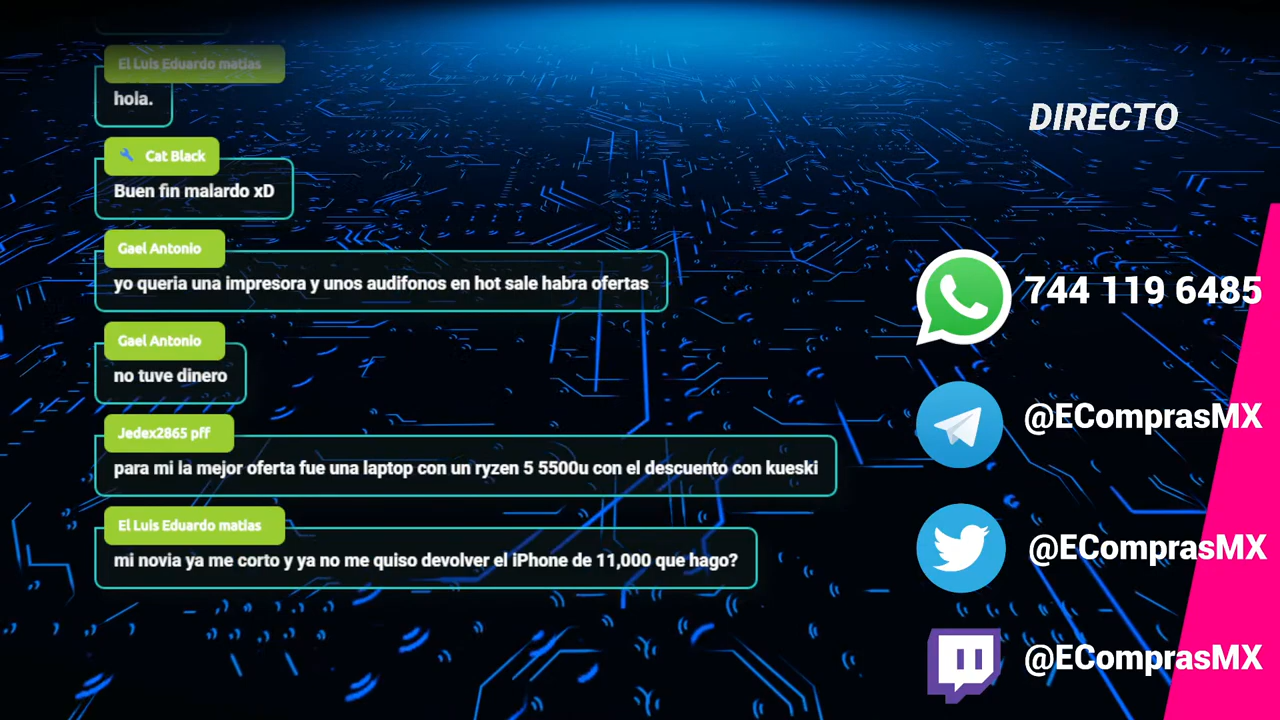 El Luis Eduardo matias
hola.
Cat Black
Buen fin malardo xD
Gael Antonio
yo queria una impresora y unos audifonos en hot sale habra ofertas
Gael Antonio
no tuve dinero
Jedex2865 pff
para mi la mejor oferta fue una laptop con un ryzen 5 5500u con el descuento con kueski
El Luis Eduardo matias
mi novia ya me corto y ya no me quiso devolver el iPhone de 11,000 que hago?
DIRECTO
744 119 6485
@EComprasMX
@EComprasMX
@EComprasMX